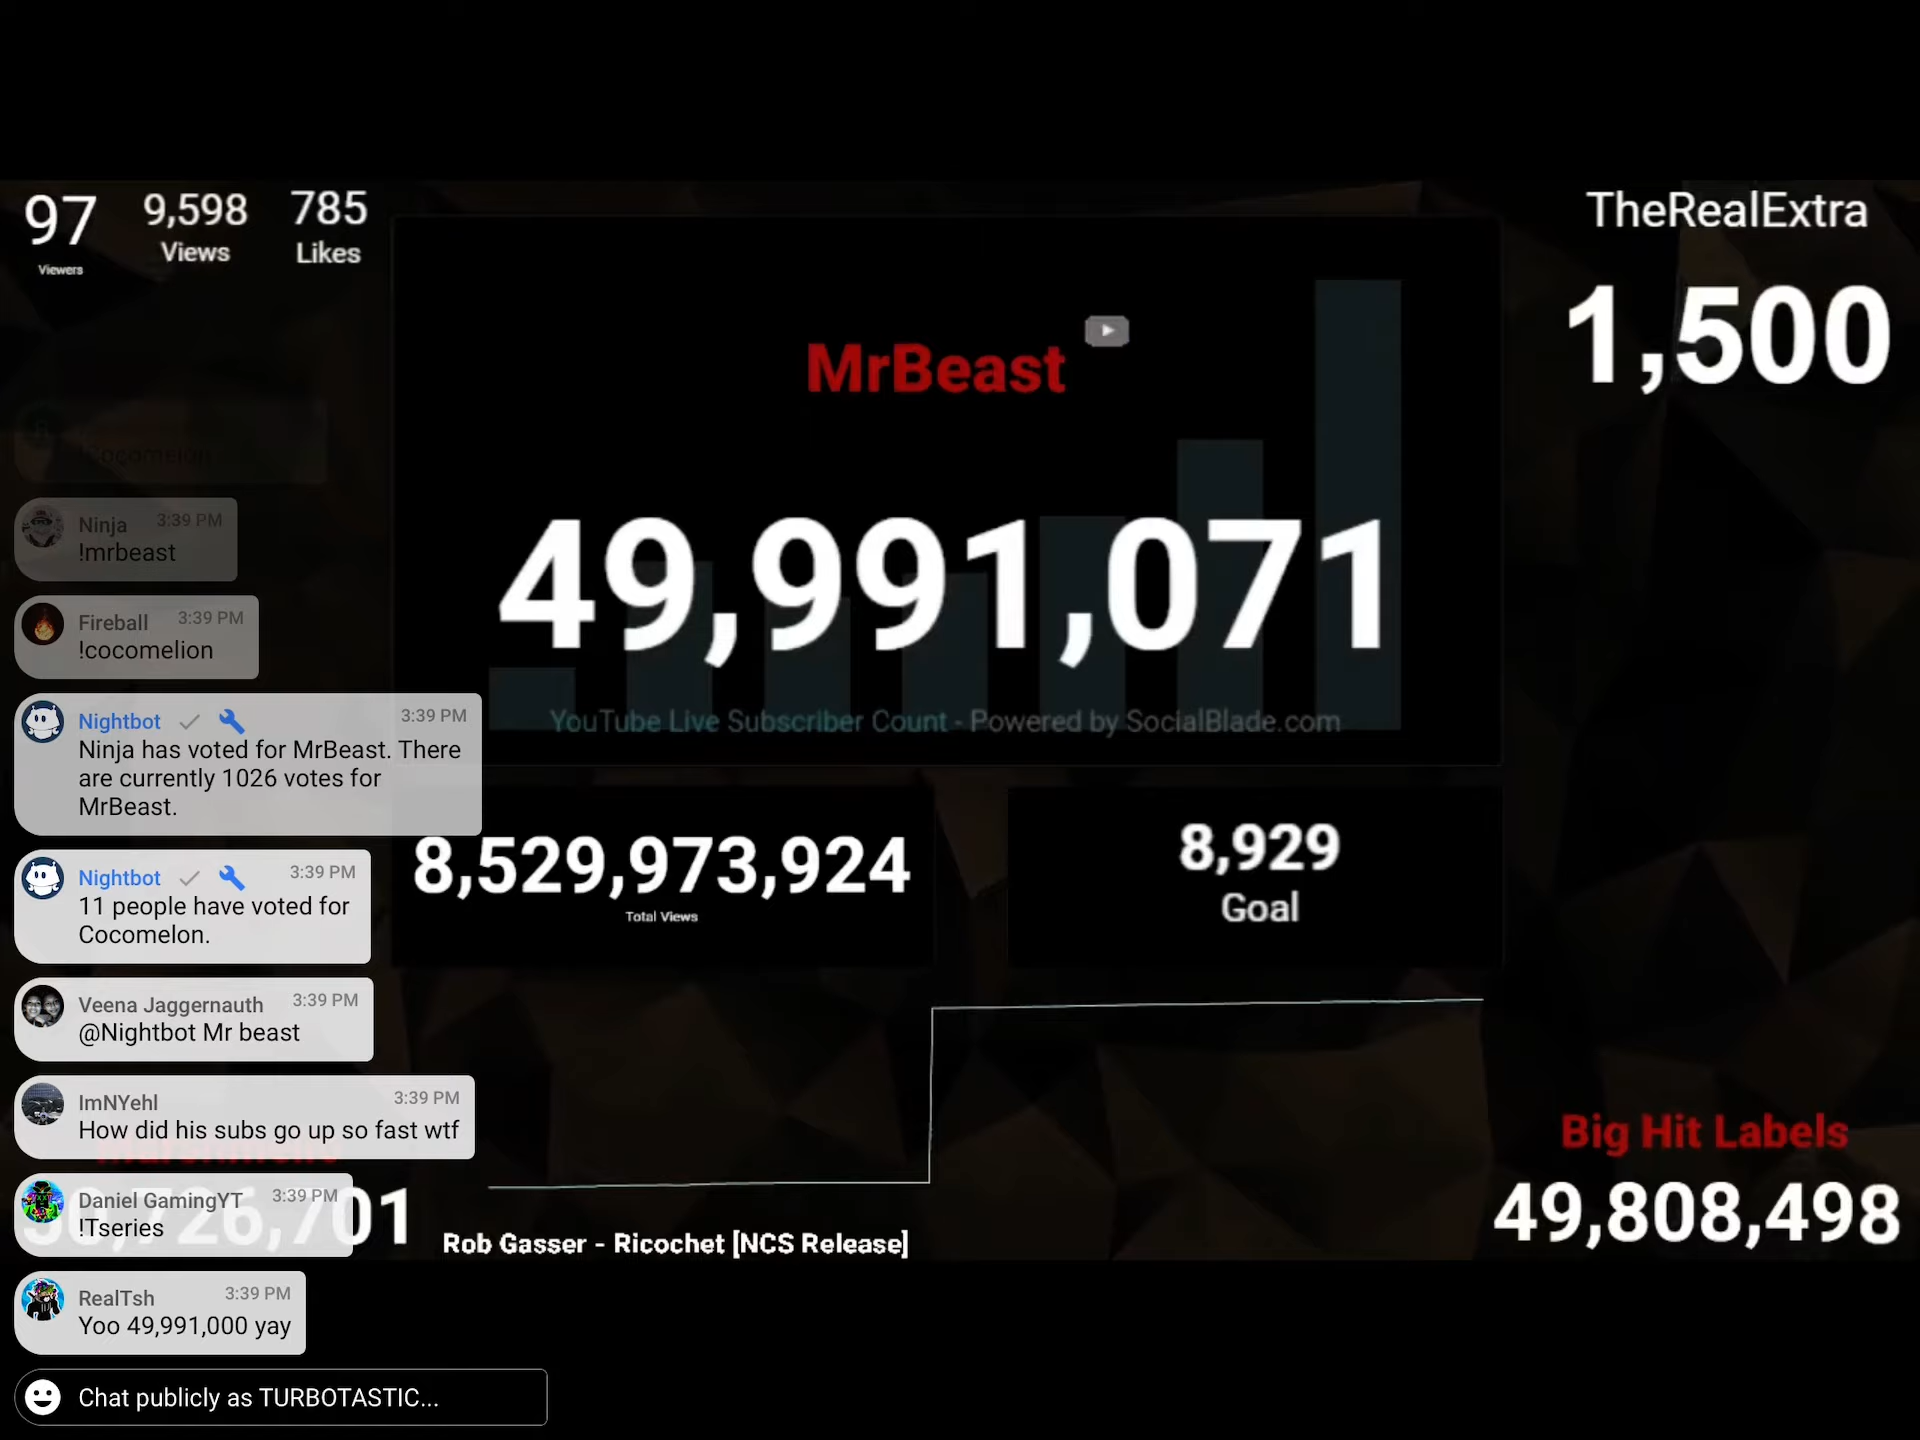 97
Viewers
9,598
Views
785
Likes
TheRealExtra
1,500
MrBeast
49,991,071
YouTube Live Subscriber Count - Powered by SocialBlade.com
8,529,973,924
Total Views
8,929
Goal
!Cocomelon
Ninja 3:39 PM
!mrbeast
Fireball 3:39 PM
!cocomelion
Nightbot 3:39 PM
Ninja has voted for MrBeast. There
are currently 1026 votes for
MrBeast.
Nightbot 3:39 PM
11 people have voted for
Cocomelon.
Veena Jaggernauth 3:39 PM
@Nightbot Mr beast
ImNYehl 3:39 PM
How did his subs go up so fast wtf
Daniel GamingYT 3:39 PM
!Tseries
,726,701
RealTsh 3:39 PM
Yoo 49,991,000 yay
Chat publicly as TURBOTASTIC...
Rob Gasser - Ricochet [NCS Release]
Big Hit Labels
49,808,498